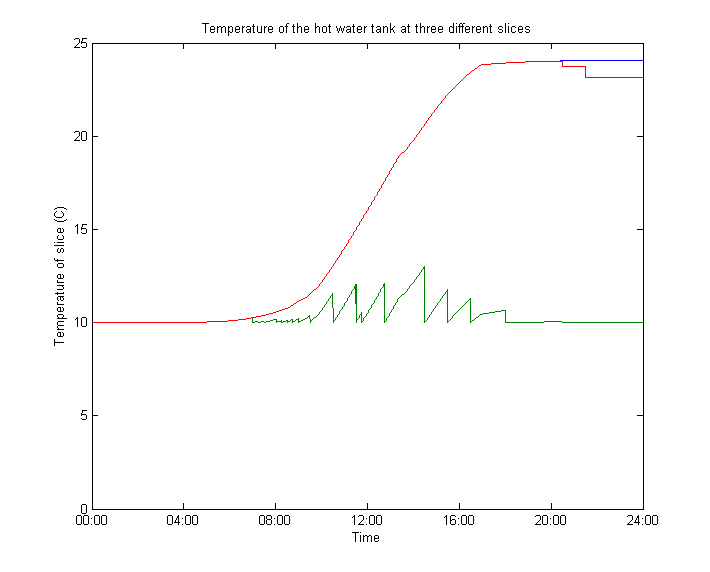 Temperature of the hot water tank at three different slices
25
20
15
10
5
0
Temperature of slice (C)
00:00 04:00 08:00 12:00 16:00 20:00 24:00
Time